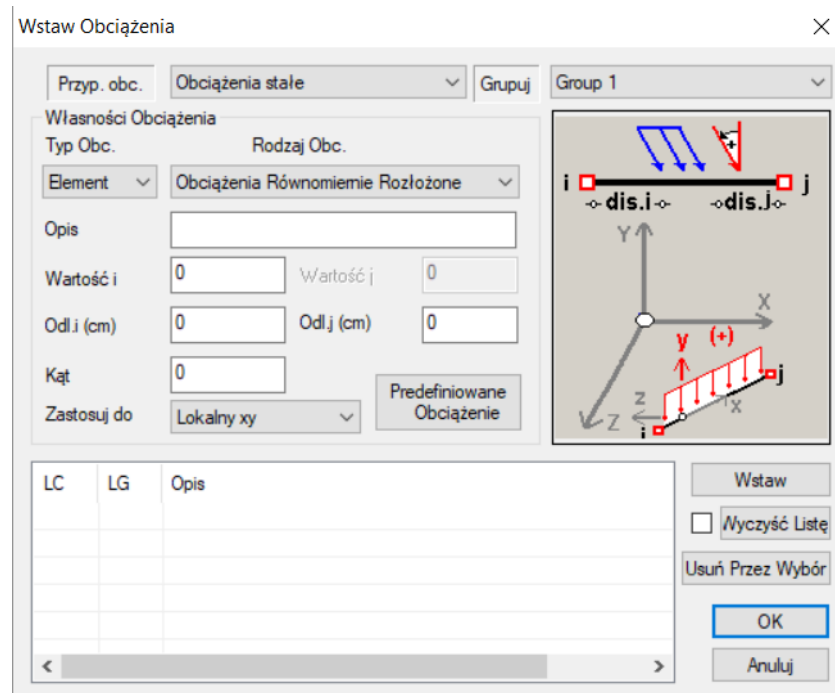 Wstaw Obciążenia
Przyp. obc. Obciążenia stałe Grupuj Group 1
Własności Obciążenia
Typ Obc. Rodzaj Obc.
Element Obciążenia Równomiernie Rozłożone
Opis
Wartość i 0 Wartość j 0
Odl.i (cm) 0 Odl.j (cm) 0
Kąt 0
Predefiniowane
Obciążenie
Zastosuj do Lokalny xy
+
i j
dis.i dis.j
Y
X
y (+)
j
z x
Z i
LC LG Opis
Wstaw
Wyczyść Listę
Usuń Przez Wybór
OK
Anuluj